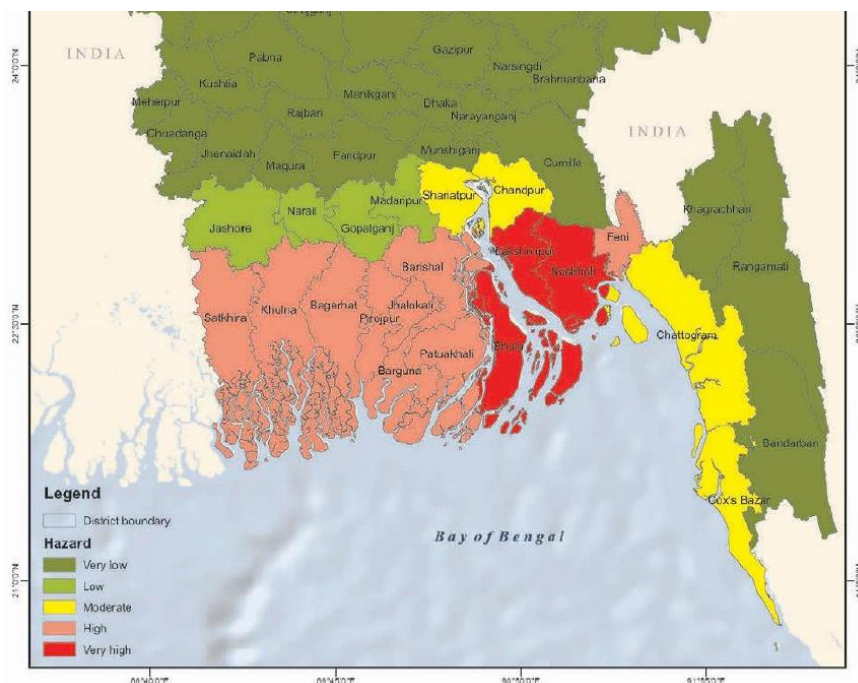 INDIA
Gazipur
Pabna
Narsingdi
Brahmanbaria
Kushtia
Manikganj
Dhaka
Meherpur
Rajbari
Narayanganj
Chuadanga
INDIA
Jhenaidah
Faridpur
Munshiganj
Magura
Cumilla
Shariatpur
Chandpur
Madaripur
Narail
Khagrachhari
Jashore
Gopalganj
Feni
Lakshmipur
Barishal
Rangamati
Noakhali
Satkhira
Khulna
Bagerhat
Jhalokati
Pirojpur
Chattogram
Bhola
Patuakhali
Barguna
Bandarban
Legend
Cox's Bazar
District boundary
Bay of Bengal
Hazard
Very low
Low
Moderate
High
Very high